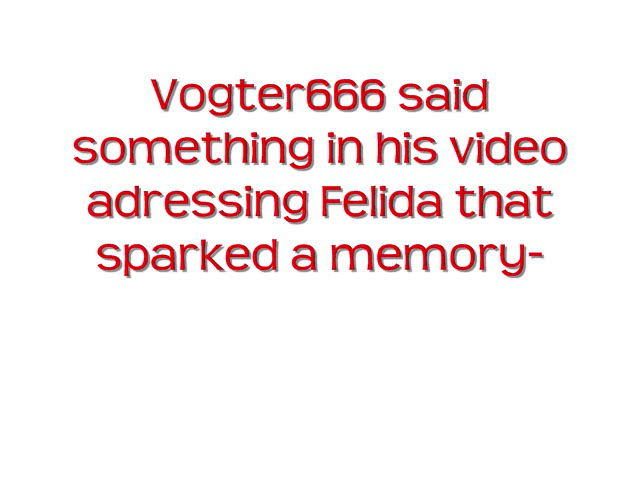 Vogter666 said
something in his video
adressing Felida that
sparked a memory-